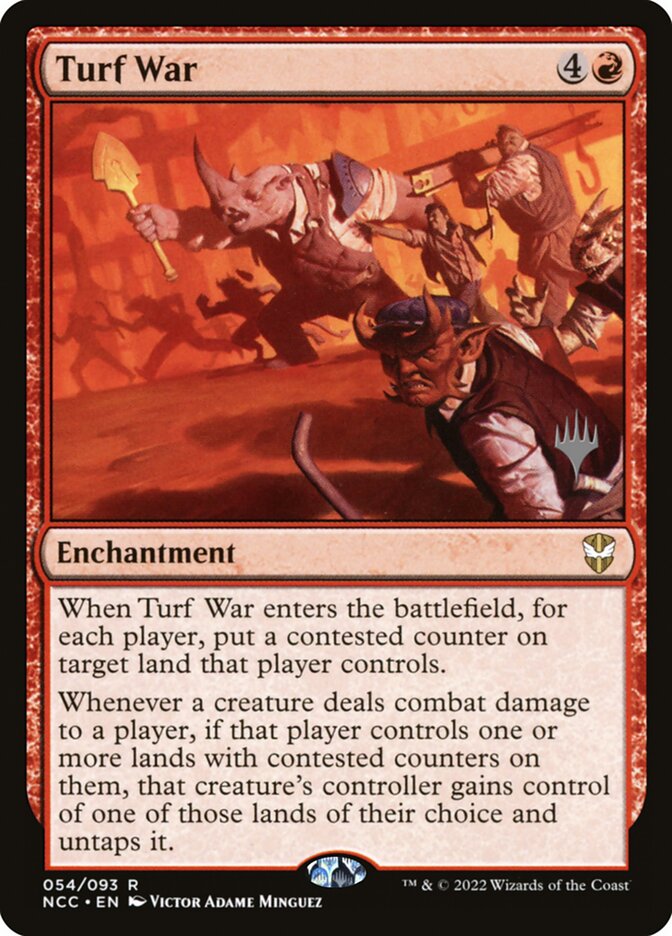 Turf War
4
Enchantment
When Turf War enters the battlefield, for
each player, put a contested counter on
target land that player controls.
Whenever a creature deals combat damage
to a player, if that player controls one or
more lands with contested counters on
them, that creature's controller gains control
of one of those lands of their choice and
untaps it.
054/093 R
NCC • EN Victor Adame Minguez
™ & © 2022 Wizards of the Coast